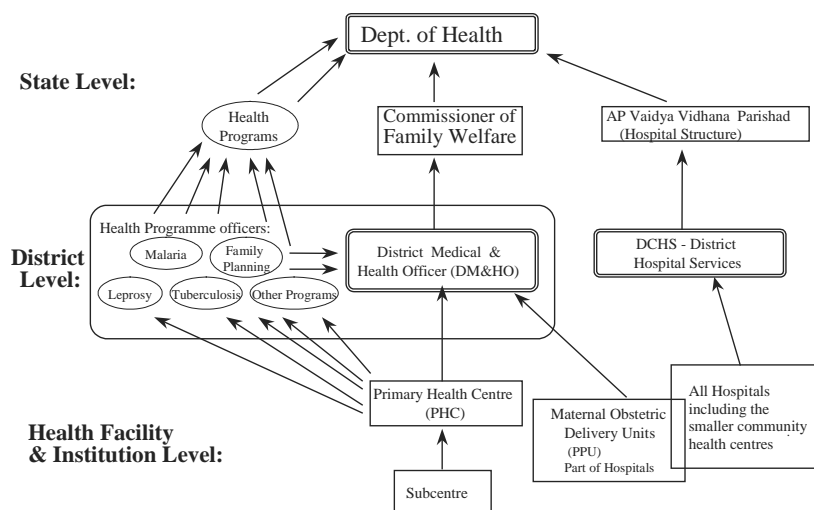 Dept. of Health
State Level:
Health
Programs
Commissioner of
Family Welfare
AP Vaidya Vidhana Parishad
(Hospital Structure)
District
Level:
Health Programme officers:
Malaria
Family
Planning
Leprosy
Tuberculosis
Other Programs
District Medical &
Health Officer (DM&HO)
DCHS - District
Hospital Services
Health Facility
& Institution Level:
Primary Health Centre
(PHC)
Subcentre
Maternal Obstetric
Delivery Units
(PPU)
Part of Hospitals
All Hospitals
including the
smaller community
health centres